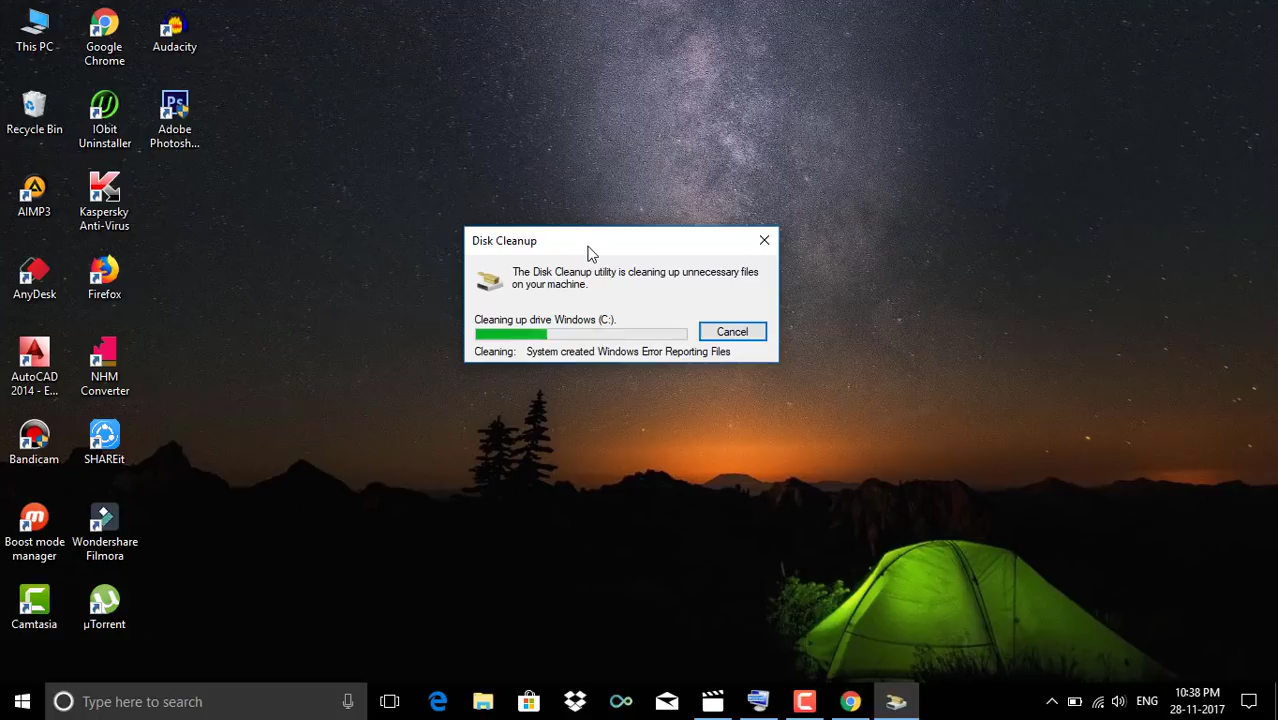 This PC
Google
Chrome
Audacity
Recycle Bin
IObit
Uninstaller
Ps
Adobe
Photosh...
AIMP3
Kaspersky
Anti-Virus
AnyDesk
Firefox
AutoCAD
2014 - E...
NHM
Converter
Bandicam
SHAREit
Boost mode
manager
Wondershare
Filmora
Camtasia
µTorrent
Disk Cleanup
The Disk Cleanup utility is cleaning up unnecessary files
on your machine.
Cleaning up drive Windows (C:).
Cancel
Cleaning: System created Windows Error Reporting Files
Type here to search
ENG
10:38 PM
28-11-2017